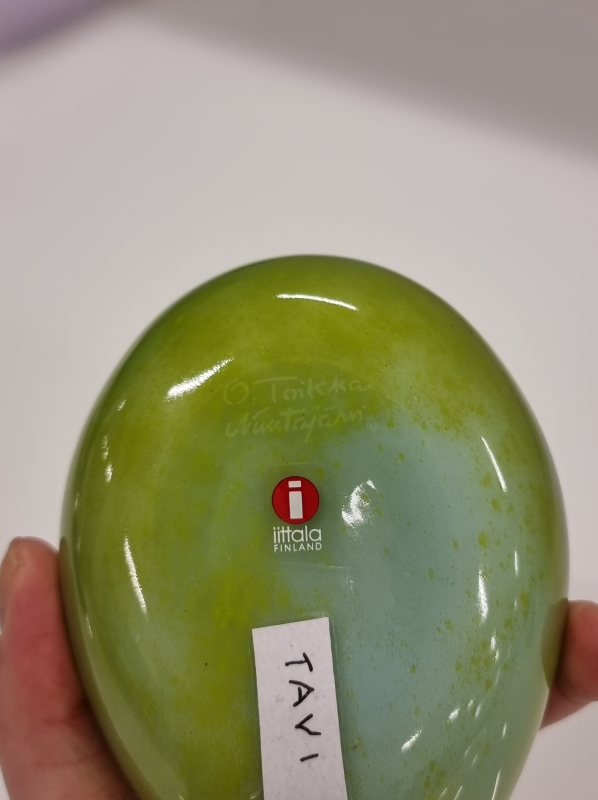 O Toikka
Nuutajärvi
i
iittala
FINLAND
TAVI